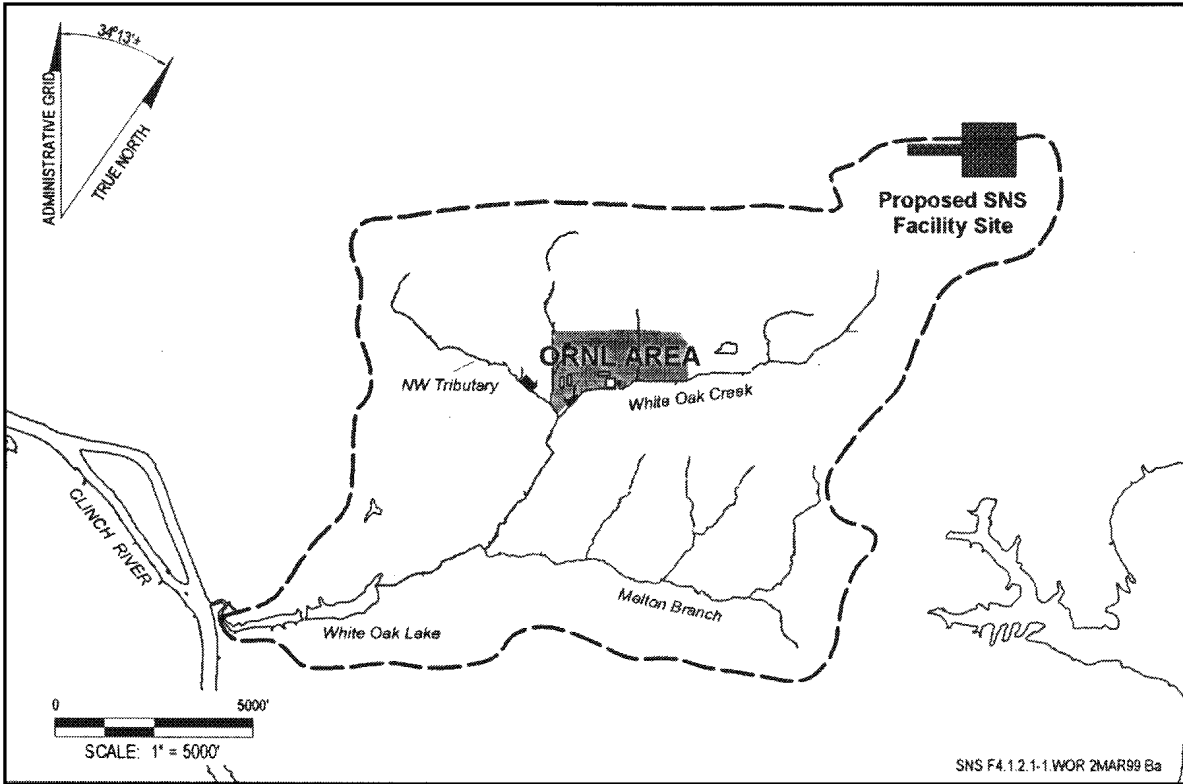 34°13'±
ADMINISTRATIVE GRID
TRUE NORTH
Proposed SNS
Facility Site
ORNL AREA
NW Tributary
White Oak Creek
CLINCH RIVER
Melton Branch
White Oak Lake
0 5000'
SCALE: 1" = 5000'
SNS F4.1.2.1-1.WOR 2MAR99 Ba